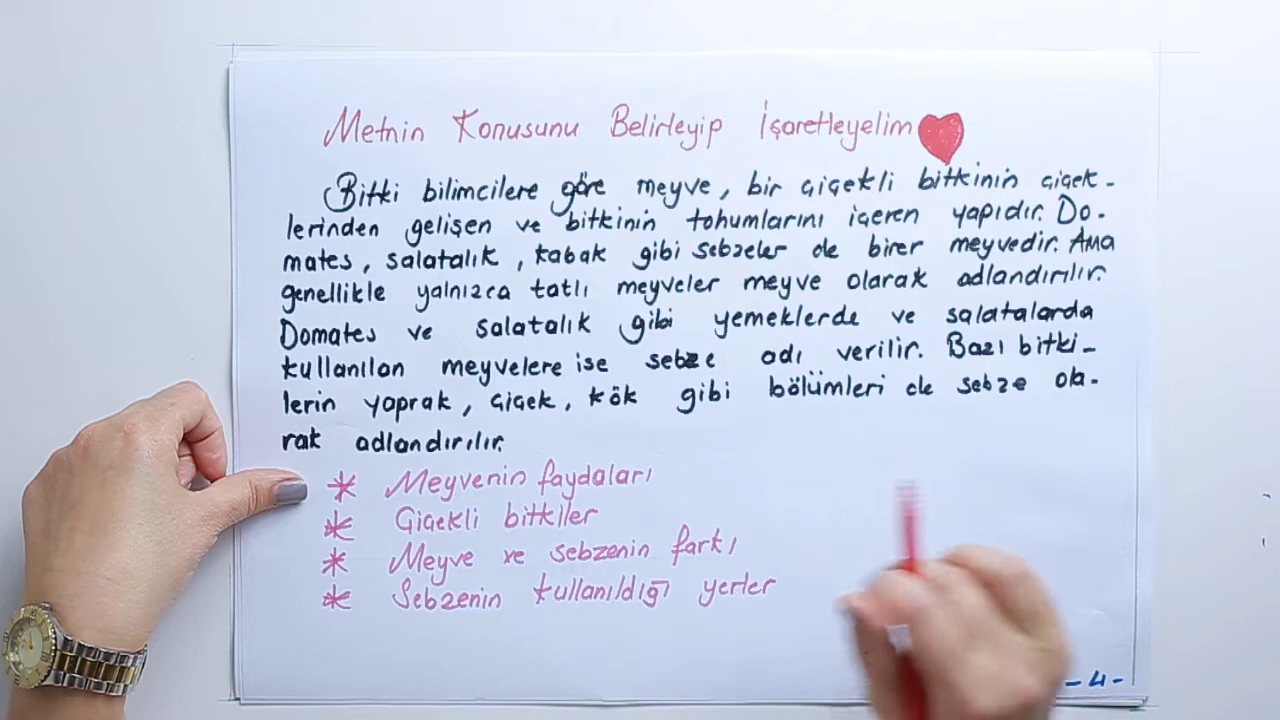 Metnin Konusunu Belirleyip İşaretleyelim
Bitki bilimcilere göre meyve, bir çiçekli bitkinin çiçek-
lerinden gelişen ve bitkinin tohumlarını içeren yapıdır. Do-
mates, salatalık, kabak gibi sebzeler de birer meyvedir. Ama
genellikle yalnızca tatlı meyveler meyve olarak adlandırılır.
Domates ve salatalık gibi yemeklerde ve salatalarda
kullanılan meyvelere ise sebze adı verilir. Bazı bitki-
lerin yaprak, çiçek, kök gibi bölümleri de sebze ola-
rak adlandırılır.
* Meyvenin faydaları
* Çiçekli bitkiler
* Meyve ve sebzenin farkı
* Sebzenin kullanıldığı yerler
-4-